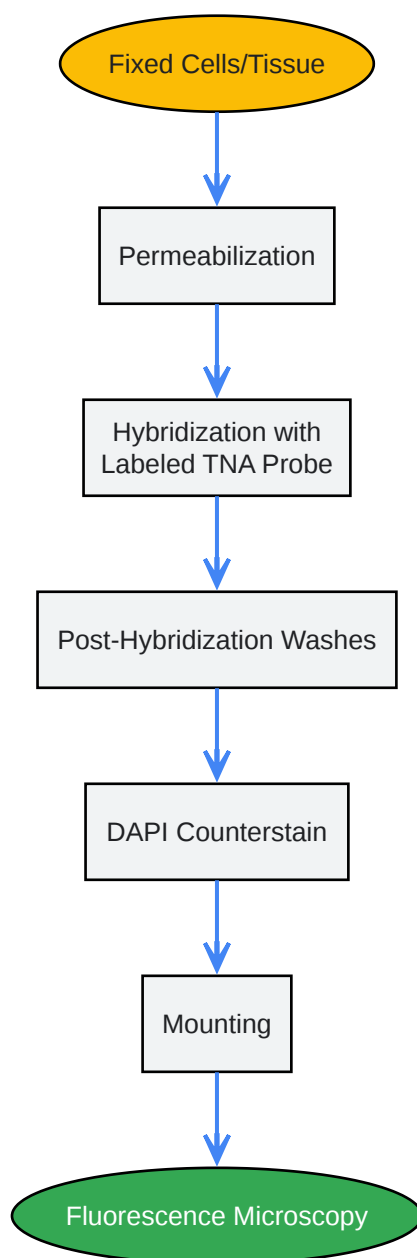 Fixed Cells/Tissue
Permeabilization
Hybridization with
Labeled TNA Probe
Post-Hybridization Washes
DAPI Counterstain
Mounting
Fluorescence Microscopy